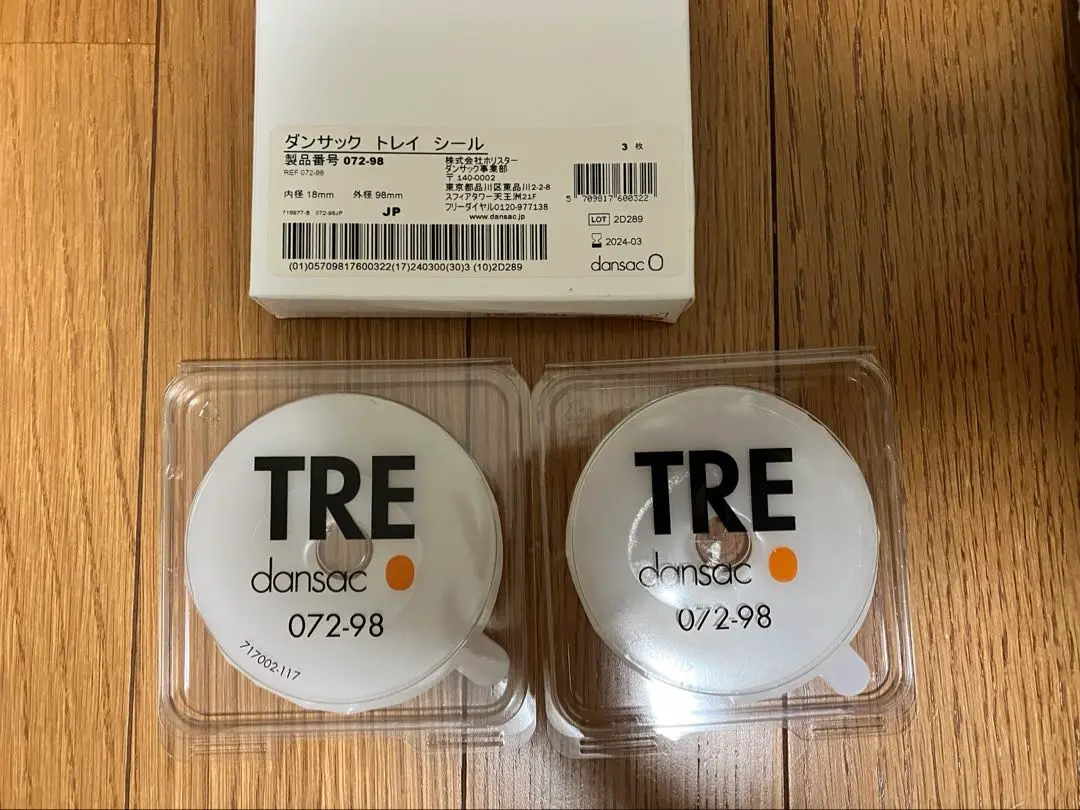 ダンサック トレイ シール
3 枚
製品番号 072-98
REF 072-98
株式会社ホリスター
ダンサック事業部
〒 140-0002
東京都品川区東品川2-2-8
スフィアタワー天王洲21F
フリーダイヤル0120-977138
www.dansac.jp
内径 18mm 外径 98mm
716977-B 072-98JP
JP
(01)05709817600322(17)240300(30)3 (10)2D289
5 709817 600322
LOT 2D289
2024-03
dansac
TRE
dansac
072-98
717002-117
TRE
dansac
072-98